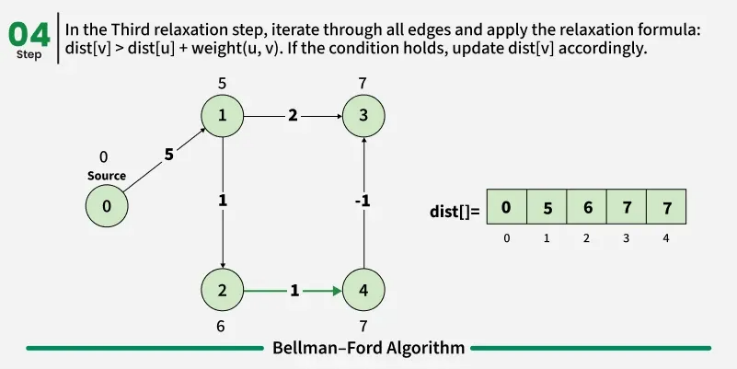 04
Step
In the Third relaxation step, iterate through all edges and apply the relaxation formula:
dist[v] > dist[u] + weight(u, v). If the condition holds, update dist[v] accordingly.
5
7
1
2
3
0
Source
5
0
1
-1
dist[]=
0 5 6 7 7
0 1 2 3 4
2
1
4
6
7
Bellman–Ford Algorithm